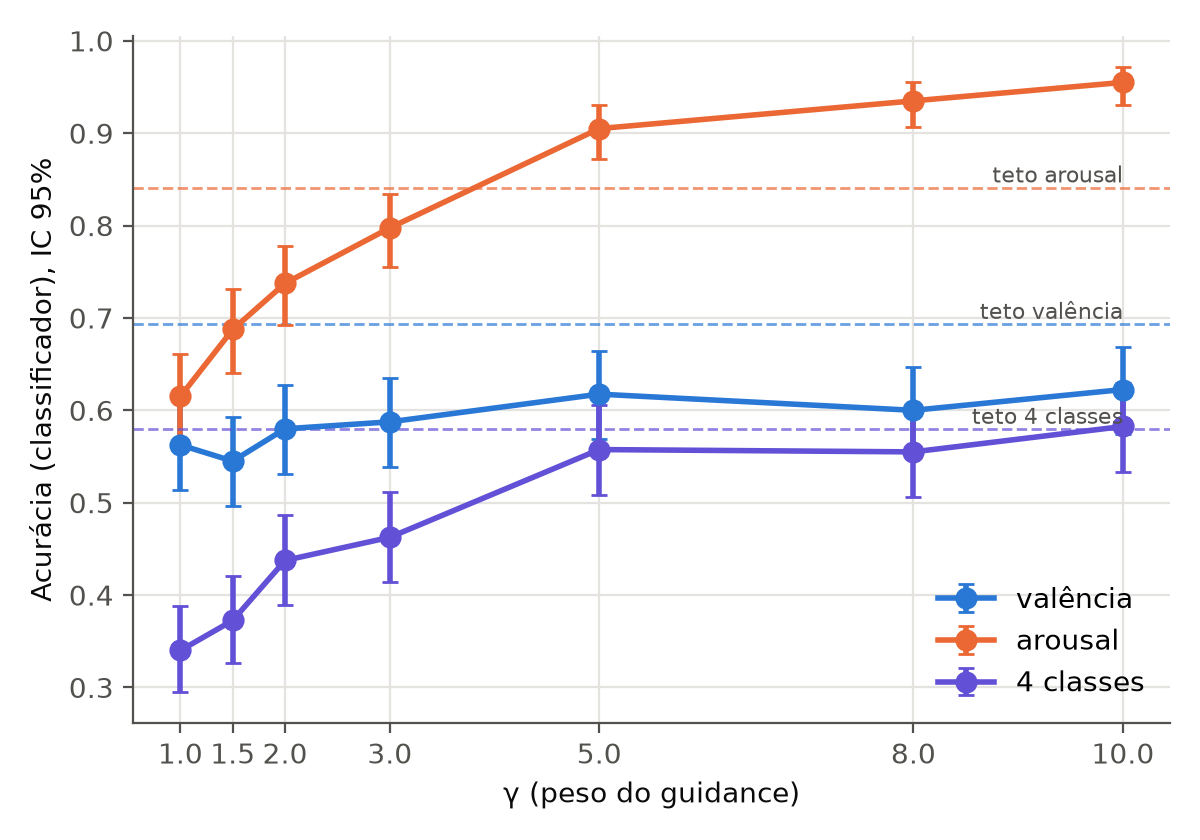 1.0
0.9
0.8
0.7
0.6
0.5
0.4
0.3
Acurácia (classificador), IC 95%
teto arousal
teto valência
teto 4 classes
valência
arousal
4 classes
1.0 1.5 2.0 3.0 5.0 8.0 10.0
γ (peso do guidance)